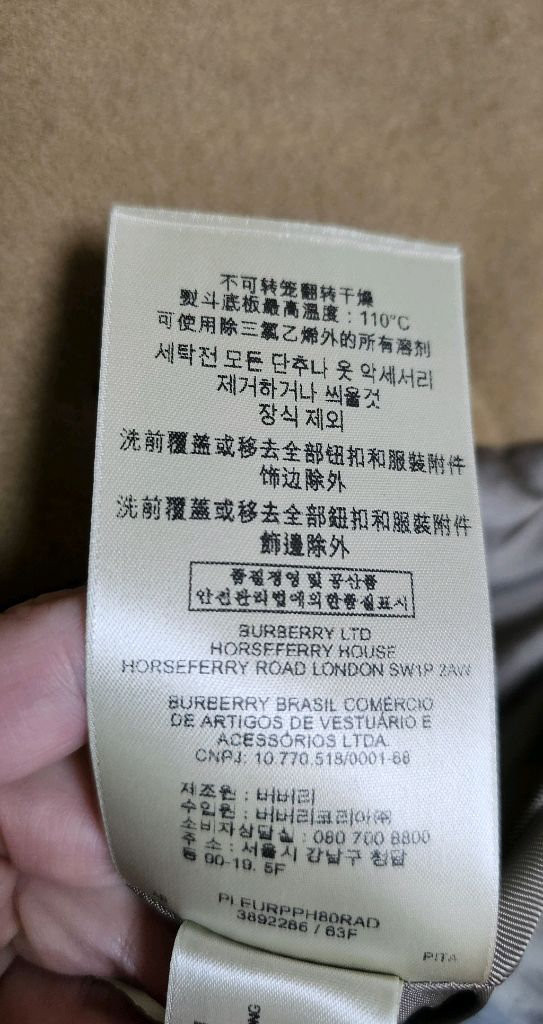 不可转笼翻转干燥
熨斗底板最高溫度：110°C
可使用除三氯乙烯外的所有溶剂
세탁전 모든 단추나 옷 악세서리
제거하거나 씌울것
장식 제외
洗前覆蓋或移去全部钮扣和服裝附件
饰边除外
洗前覆蓋或移去全部鈕扣和服裝附件
飾邊除外
품질경영 및 공산품
안전관리법에의한품질표시
BURBERRY LTD
HORSEFERRY HOUSE
HORSEFERRY ROAD LONDON SW1P 2AW
BURBERRY BRASIL COMÉRCIO
DE ARTIGOS DE VESTUÁRIO E
ACESSÓRIOS LTDA.
CNPJ: 10.770.518/0001-66
제조원 : 버버리
수입원 : 버버리코리아㈜
소비자상담실 : 080 700 8800
주 소 : 서울시 강남구 청담
동 90-19. 5F
PLEURPPH80RAD
3892286 / 63F
PITA